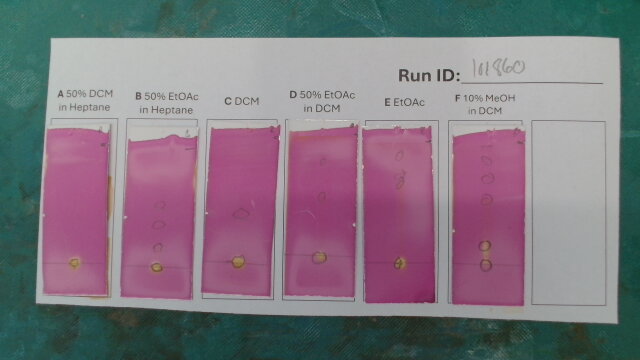 Run ID: 101860
A 50% DCM
in Heptane
B 50% EtOAc
in Heptane
C DCM
D 50% EtOAc
in DCM
E EtOAc
F 10% MeOH
in DCM